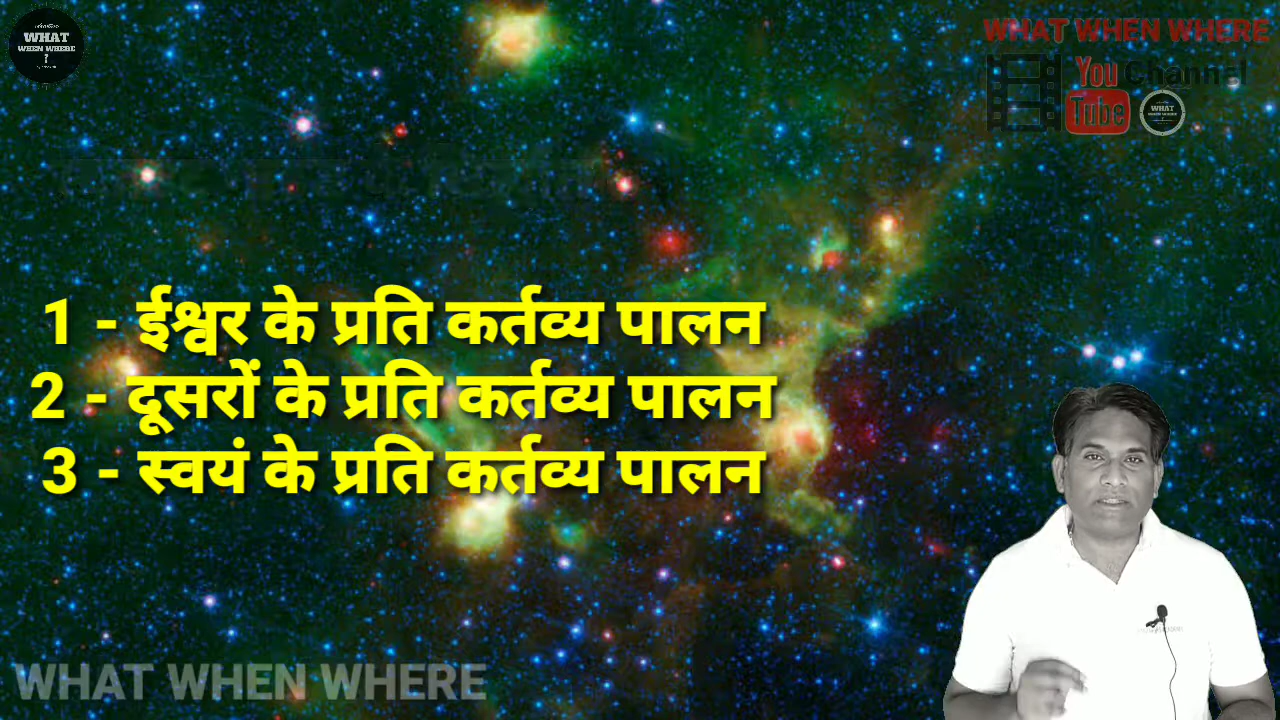 WHAT
WHEN WHERE
?
WHAT WHEN WHERE
You Channel
Tube
WHAT
1 - ईश्वर के प्रति कर्तव्य पालन
2 - दूसरों के प्रति कर्तव्य पालन
3 - स्वयं के प्रति कर्तव्य पालन
WHAT WHEN WHERE